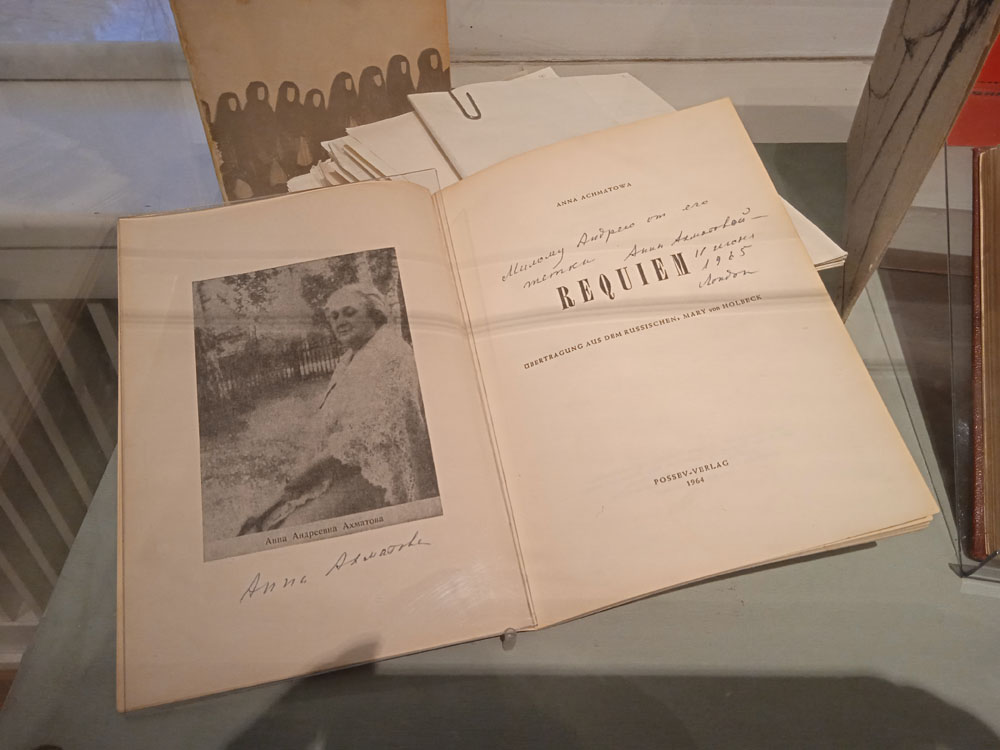 Анна Андреевна Ахматова
Анна Ахматова
ANNA ACHMATOWA
Милому Андрею от его
тетки Анны Ахматовой —
18 июня
1965
London
REQUIEM
ÜBERTRAGUNG AUS DEM RUSSISCHEN, MARY von HOLBECK
POSSEV-VERLAG
1964